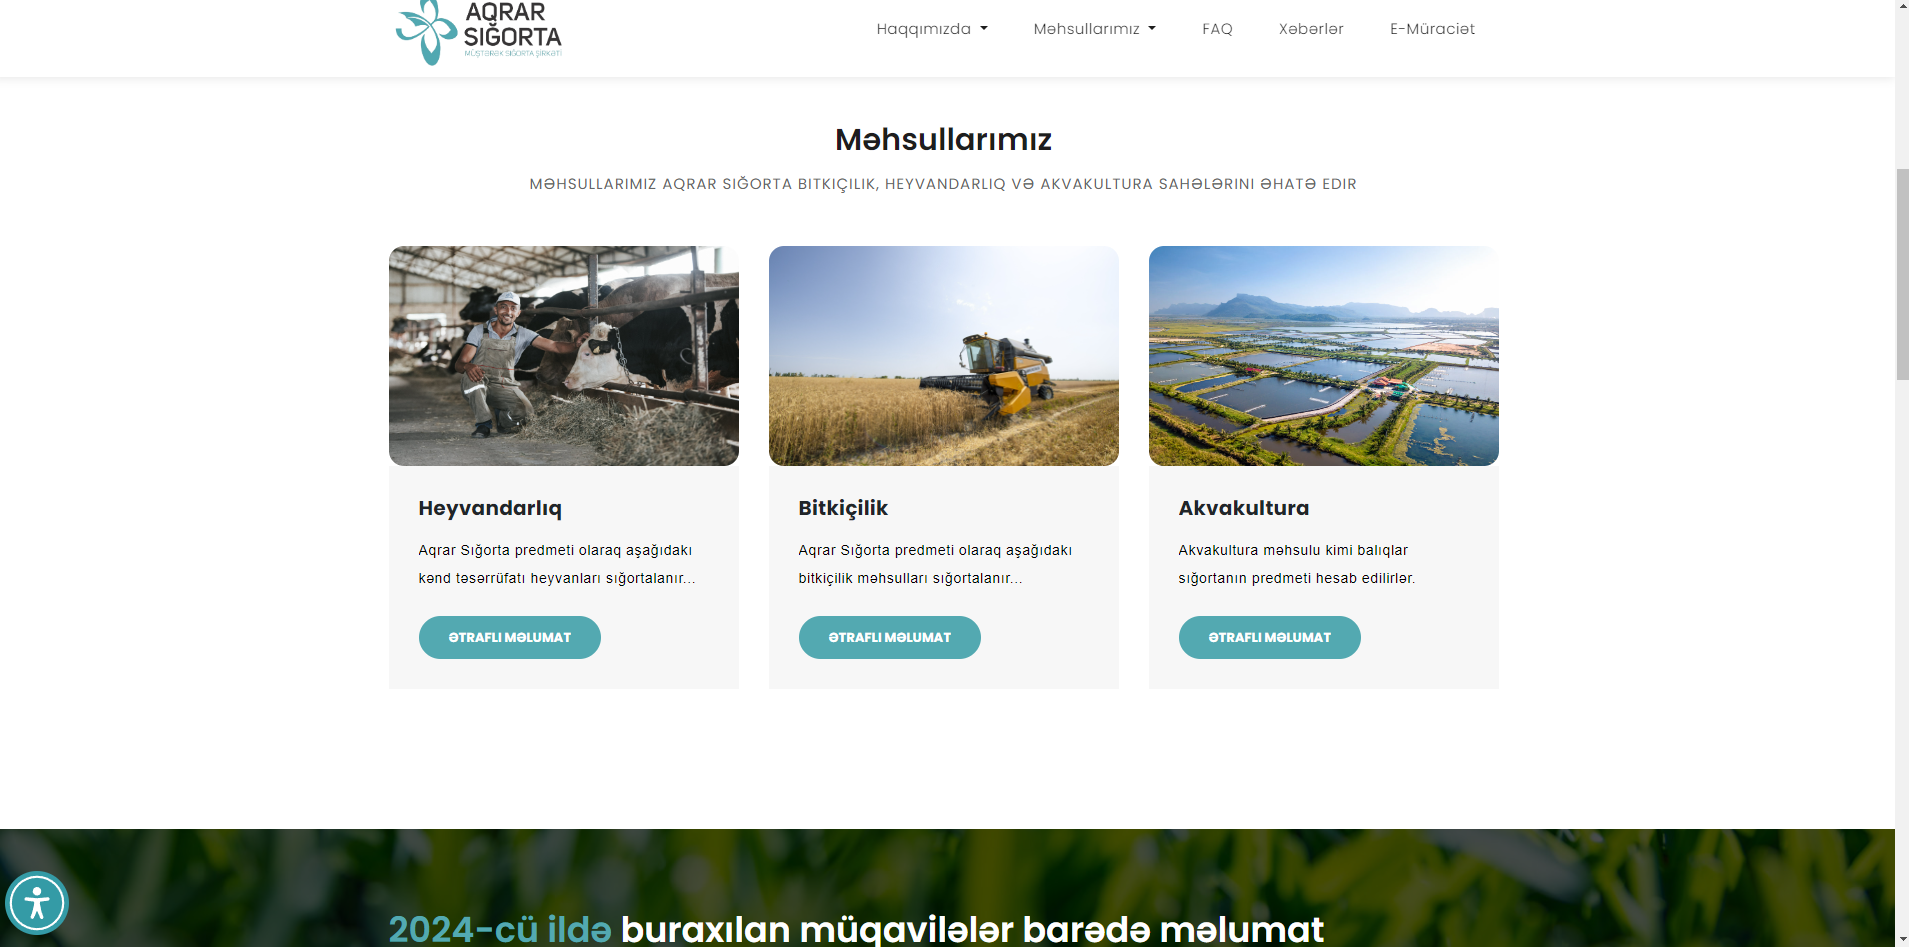 AQRAR
SIĞORTA
MÜŞTƏRƏK SIĞORTA ŞİRKƏTİ
Haqqımızda
Məhsullarımız
FAQ
Xəbərlər
E-Müraciət
Məhsullarımız
MƏHSULLARIMIZ AQRAR SIĞORTA BITKIÇILIK, HEYVANDARLIQ VƏ AKVAKULTURA SAHƏLƏRINI ƏHATƏ EDIR
Heyvandarlıq
Aqrar Sığorta predmeti olaraq aşağıdakı
kənd təsərrüfatı heyvanları sığortalanır...
ƏTRAFLI MƏLUMAT
Bitkiçilik
Aqrar Sığorta predmeti olaraq aşağıdakı
bitkiçilik məhsulları sığortalanır...
ƏTRAFLI MƏLUMAT
Akvakultura
Akvakultura məhsulu kimi balıqlar
sığortanın predmeti hesab edilirlər.
ƏTRAFLI MƏLUMAT
2024-cü ildə buraxılan müqavilələr barədə məlumat